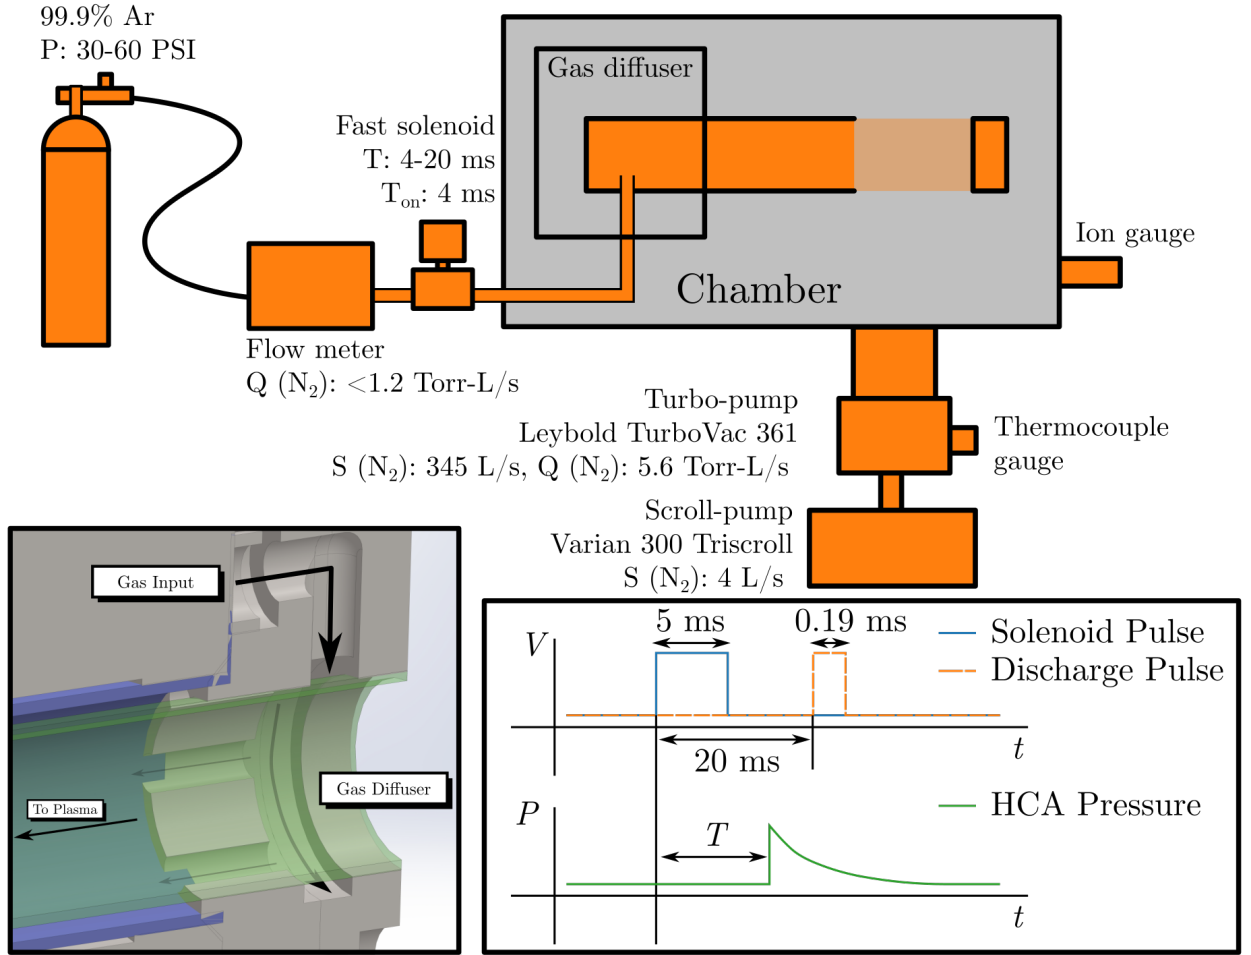 99.9% Ar
P: 30-60 PSI
Gas diffuser
Fast solenoid
T: 4-20 ms
Tₒₙ: 4 ms
Ion gauge
Chamber
Flow meter
Q (N₂): <1.2 Torr-L/s
Turbo-pump
Leybold TurboVac 361
S (N₂): 345 L/s, Q (N₂): 5.6 Torr-L/s
Thermocouple
gauge
Scroll-pump
Varian 300 Triscroll
S (N₂): 4 L/s
Gas Input
Gas Diffuser
To Plasma
5 ms
0.19 ms
V
Solenoid Pulse
Discharge Pulse
20 ms
t
P
T
HCA Pressure
t